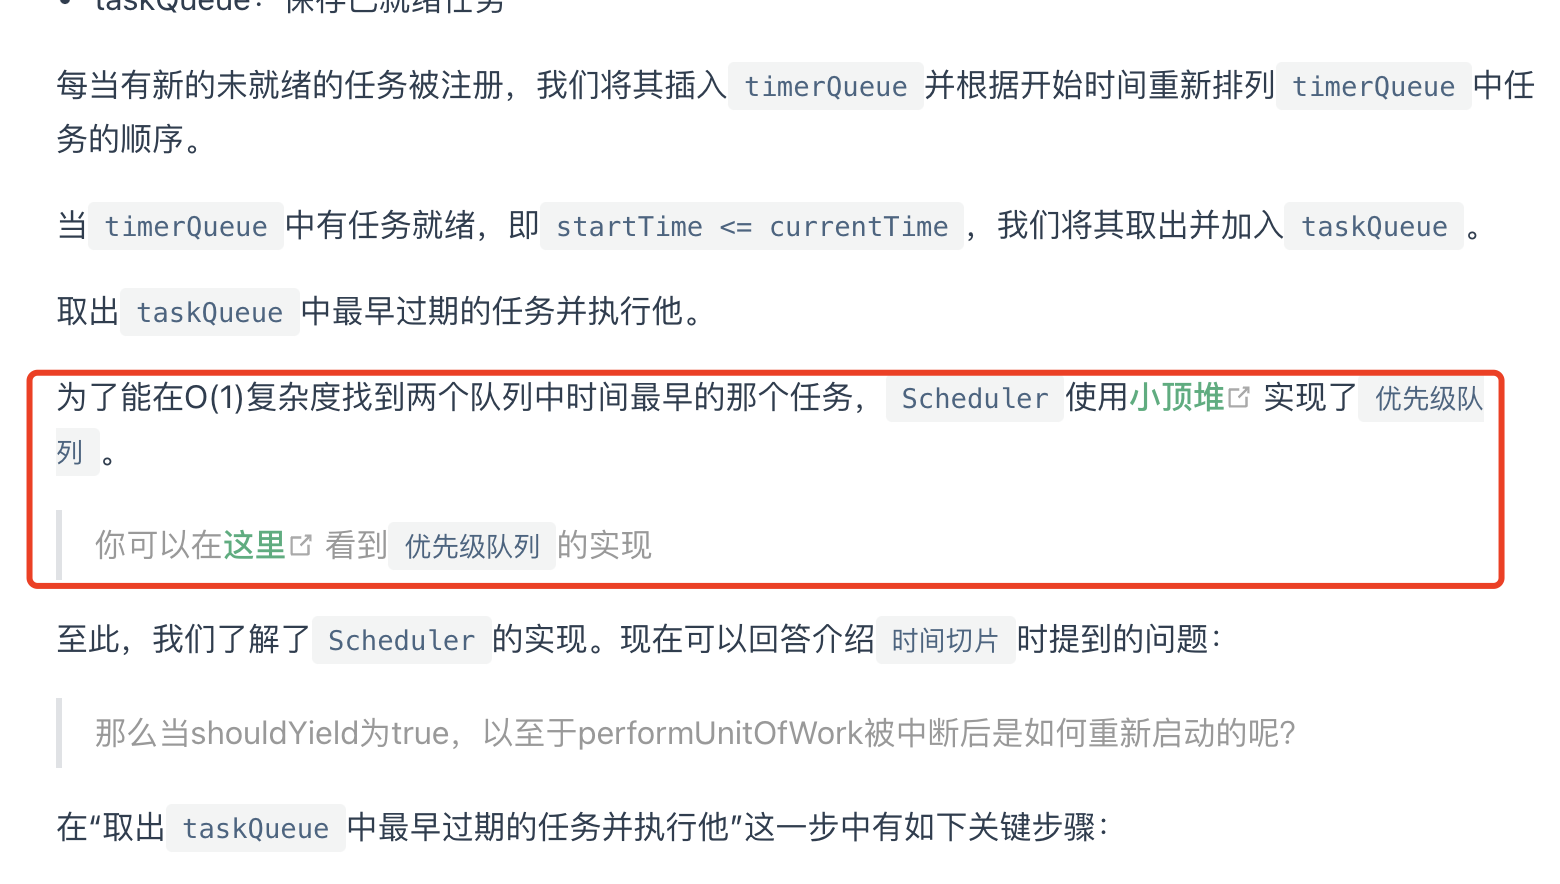 • taskQueue：保存已就绪任务
每当有新的未就绪的任务被注册，我们将其插入 timerQueue 并根据开始时间重新排列 timerQueue 中任
务的顺序。
当 timerQueue 中有任务就绪，即 startTime <= currentTime ，我们将其取出并加入 taskQueue 。
取出 taskQueue 中最早过期的任务并执行他。
为了能在O(1)复杂度找到两个队列中时间最早的那个任务， Scheduler 使用小顶堆 实现了 优先级队
列 。
你可以在这里 看到 优先级队列 的实现
至此，我们了解了 Scheduler 的实现。现在可以回答介绍 时间切片 时提到的问题：
那么当shouldYield为true，以至于performUnitOfWork被中断后是如何重新启动的呢？
在“取出 taskQueue 中最早过期的任务并执行他”这一步中有如下关键步骤：